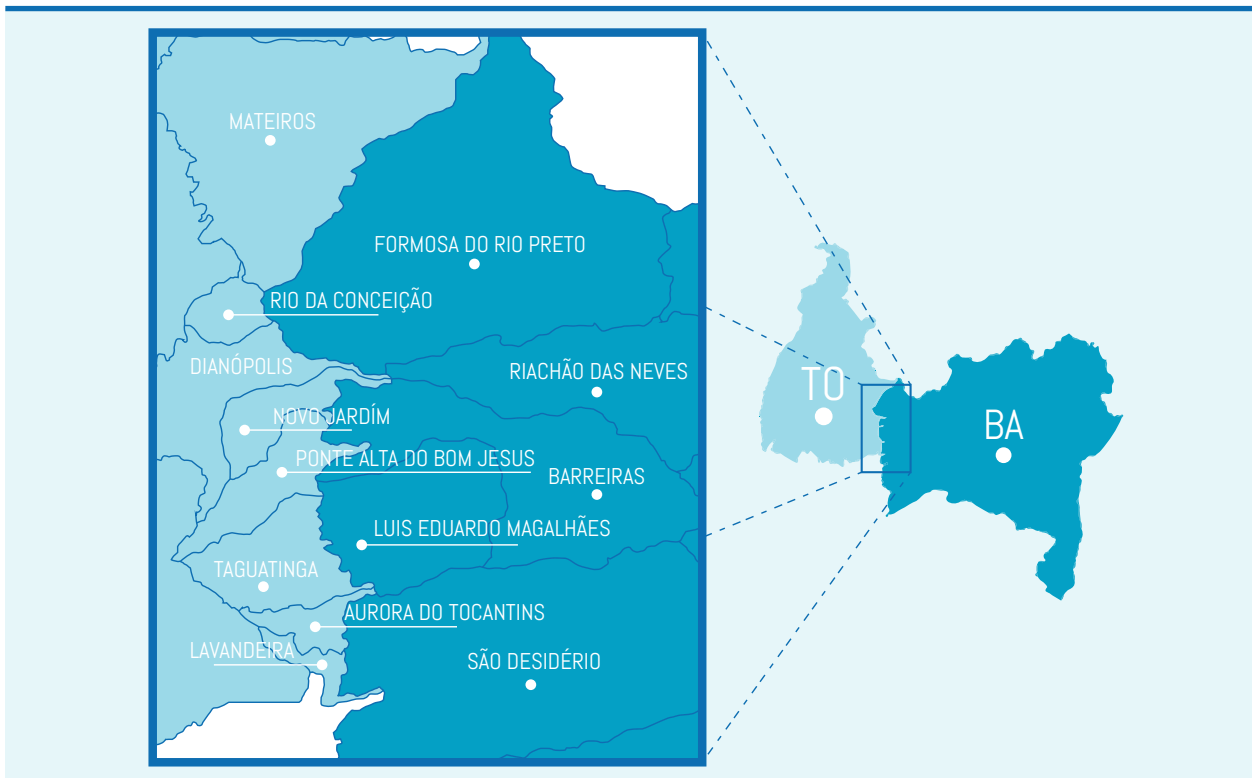 MATEIROS
FORMOSA DO RIO PRETO
RIO DA CONCEIÇÃO
DIANÓPOLIS
RIACHÃO DAS NEVES
TO
NOVO JARDÍM
BA
PONTE ALTA DO BOM JESUS
BARREIRAS
LUIS EDUARDO MAGALHÃES
TAGUATINGA
AURORA DO TOCANTINS
LAVANDEIRA
SÃO DESIDÉRIO